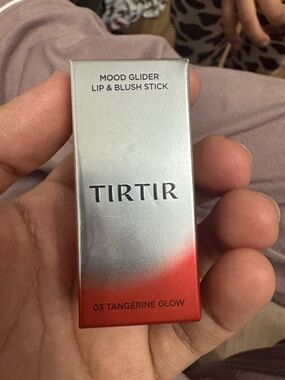 MOOD GLIDER
LIP & BLUSH STICK
TIRTIR
03 TANGERINE GLOW